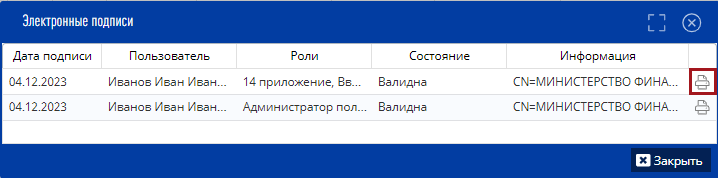 Электронные подписи
Дата подписи Пользователь Роли Состояние Информация
04.12.2023 Иванов Иван Иван... 14 приложение, Вв... Валидна CN=МИНИСТЕРСТВО ФИНА...
04.12.2023 Иванов Иван Иван... Администратор пол... Валидна CN=МИНИСТЕРСТВО ФИНА...
Закрыть